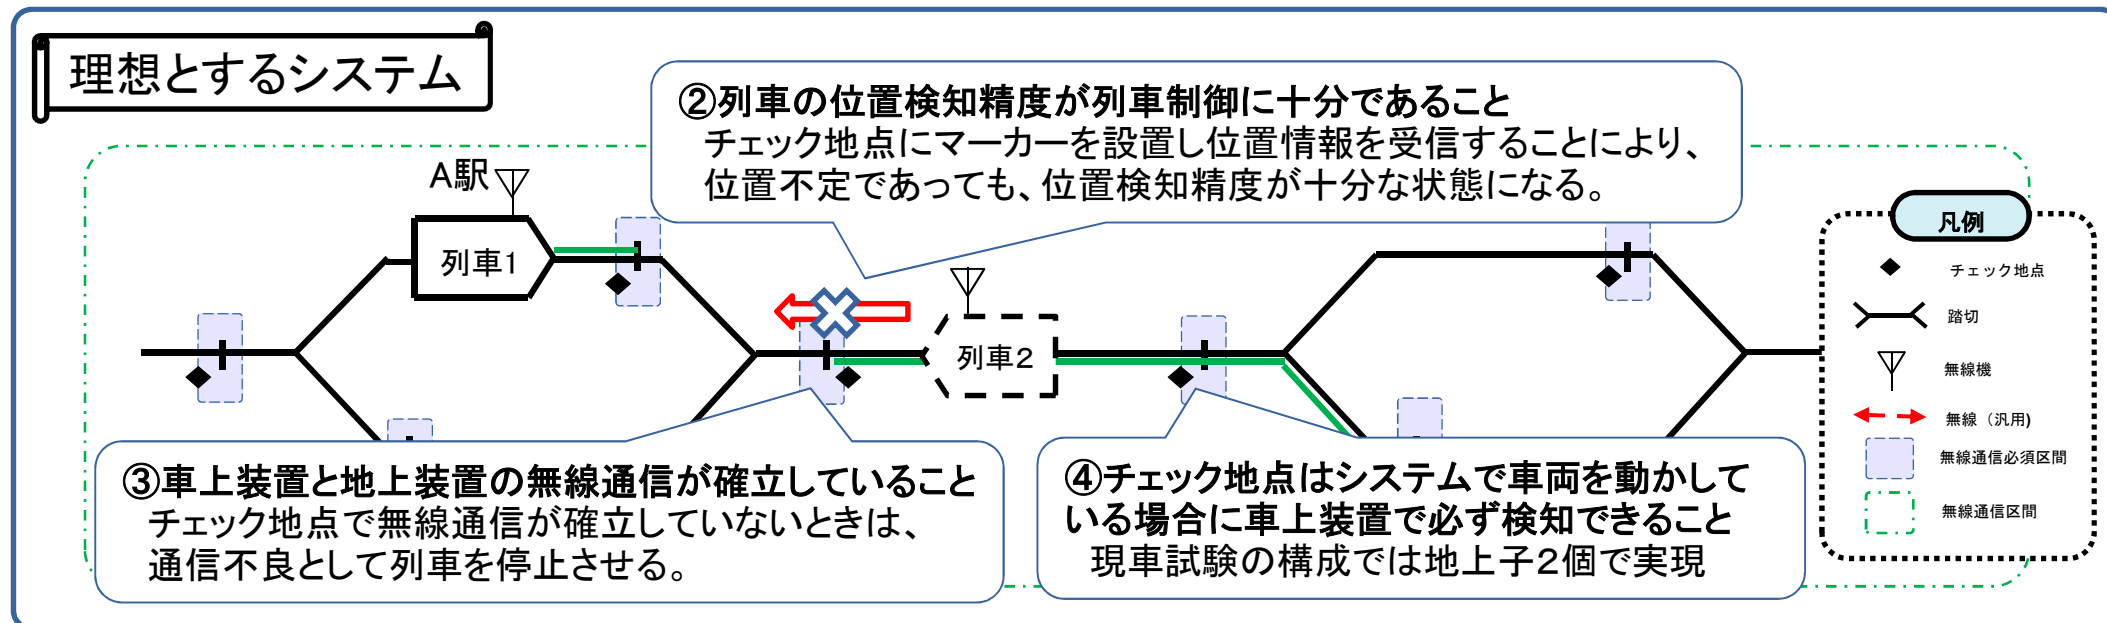 理想とするシステム
②列車の位置検知精度が列車制御に十分であること
チェック地点にマーカーを設置し位置情報を受信することにより、
位置不定であっても、位置検知精度が十分な状態になる。
A駅
列車1
列車2
③車上装置と地上装置の無線通信が確立していること
チェック地点で無線通信が確立していないときは、
通信不良として列車を停止させる。
④チェック地点はシステムで車両を動かして
いる場合に車上装置で必ず検知できること
現車試験の構成では地上子2個で実現
凡例
チェック地点
踏切
無線機
無線（汎用)
無線通信必須区間
無線通信区間